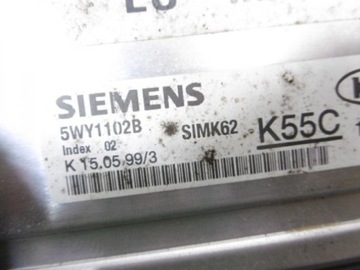 SIEMENS
5WY1102B SIMK62 K55C
Index 02
K 15.05.99/3